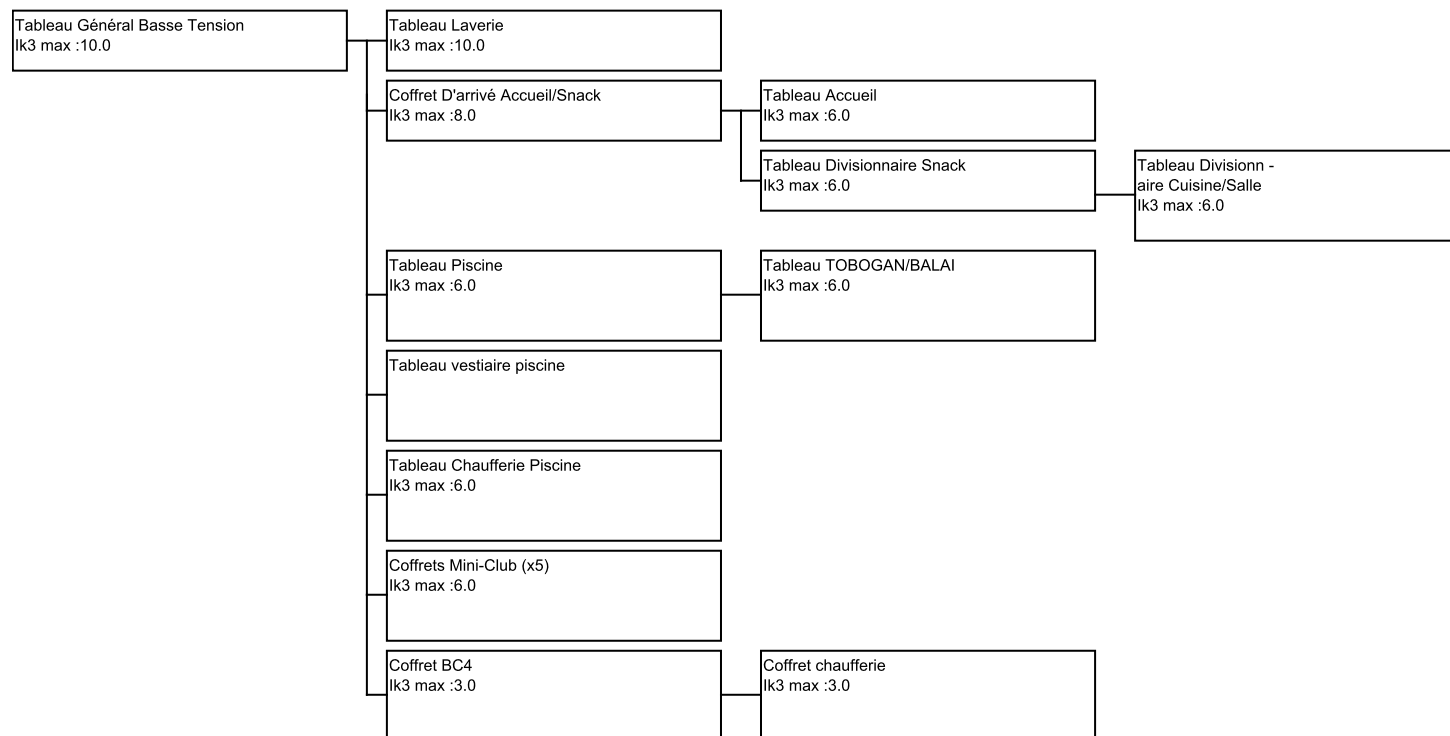 Tableau Général Basse Tension
Ik3 max :10.0
Tableau Laverie
Ik3 max :10.0
Coffret D'arrivé Accueil/Snack
Ik3 max :8.0
Tableau Accueil
Ik3 max :6.0
Tableau Divisionnaire Snack
Ik3 max :6.0
Tableau Divisionn -
aire Cuisine/Salle
Ik3 max :6.0
Tableau Piscine
Ik3 max :6.0
Tableau TOBOGAN/BALAI
Ik3 max :6.0
Tableau vestiaire piscine
Tableau Chaufferie Piscine
Ik3 max :6.0
Coffrets Mini-Club (x5)
Ik3 max :6.0
Coffret BC4
Ik3 max :3.0
Coffret chaufferie
Ik3 max :3.0